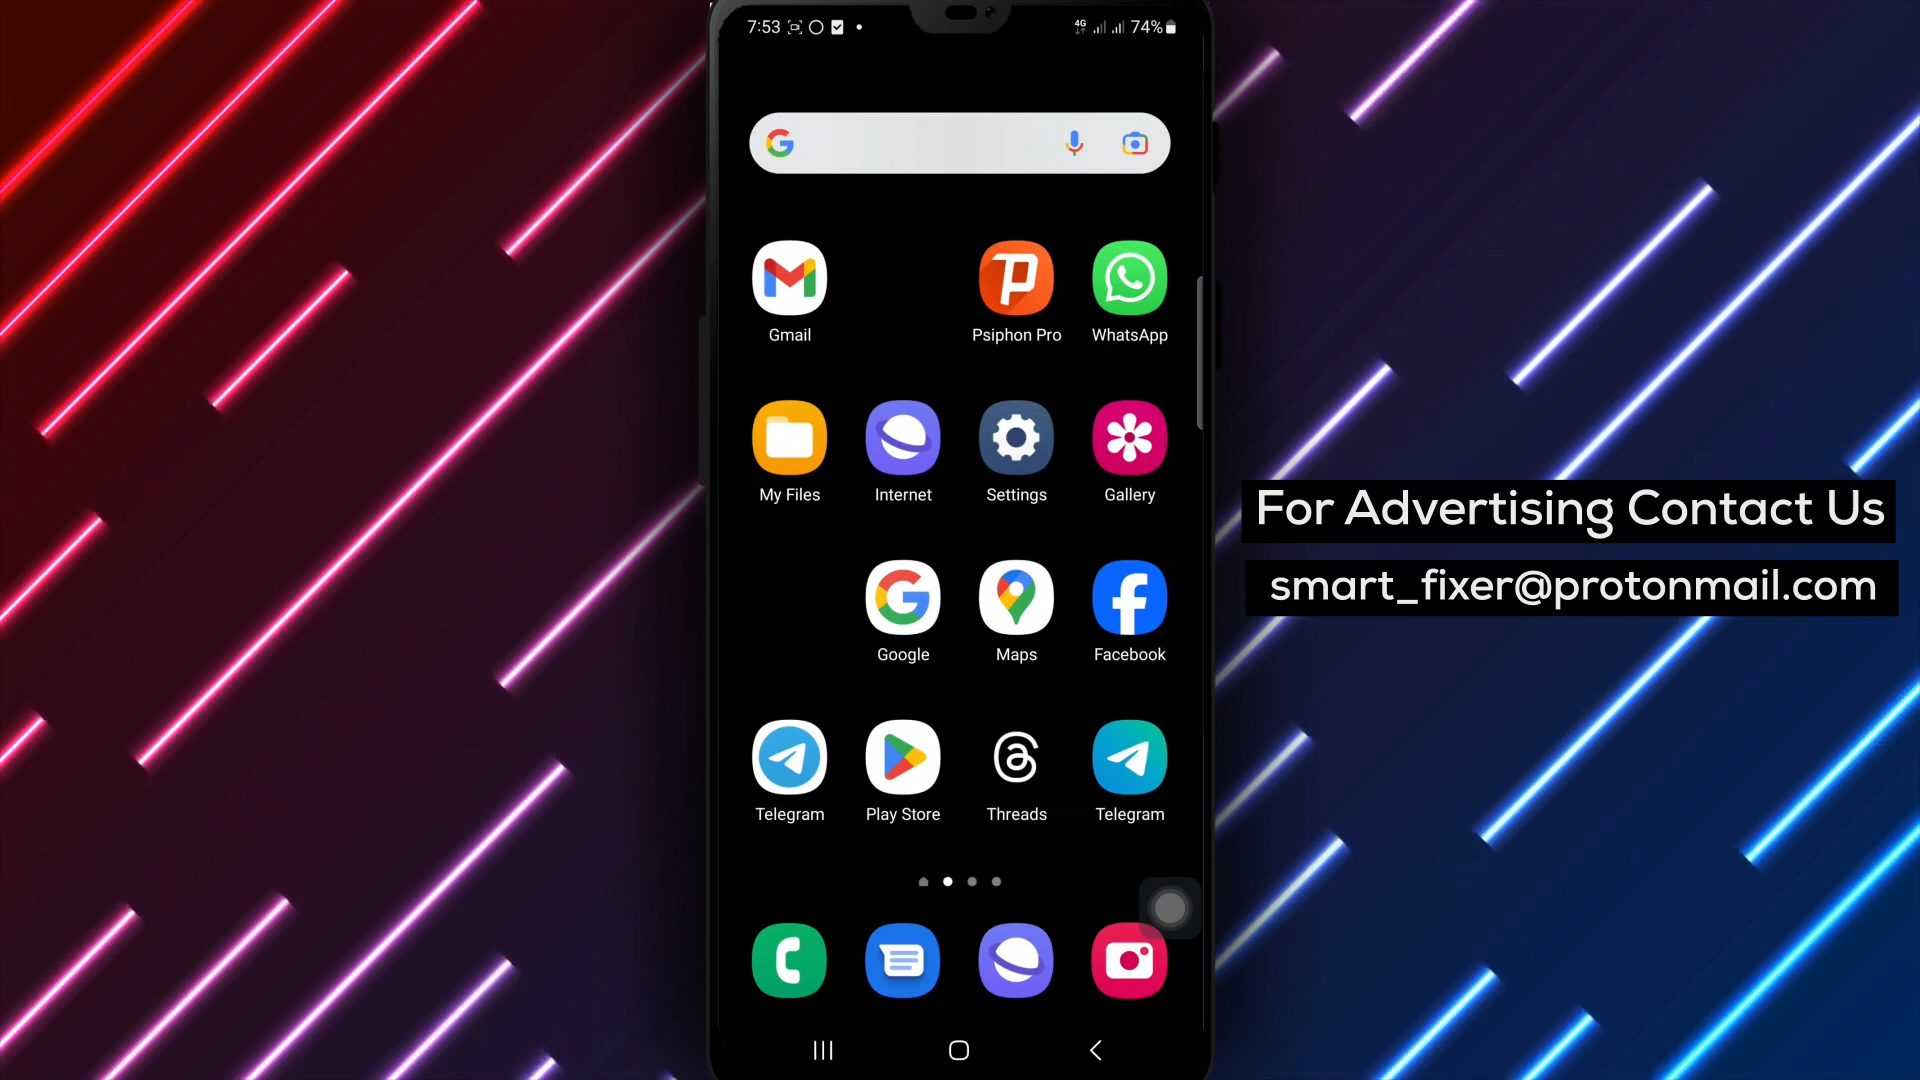 7:53
4G 74%
Gmail
Psiphon Pro
WhatsApp
My Files
Internet
Settings
Gallery
Google
Maps
Facebook
Telegram
Play Store
Threads
Telegram
For Advertising Contact Us
smart_fixer@protonmail.com